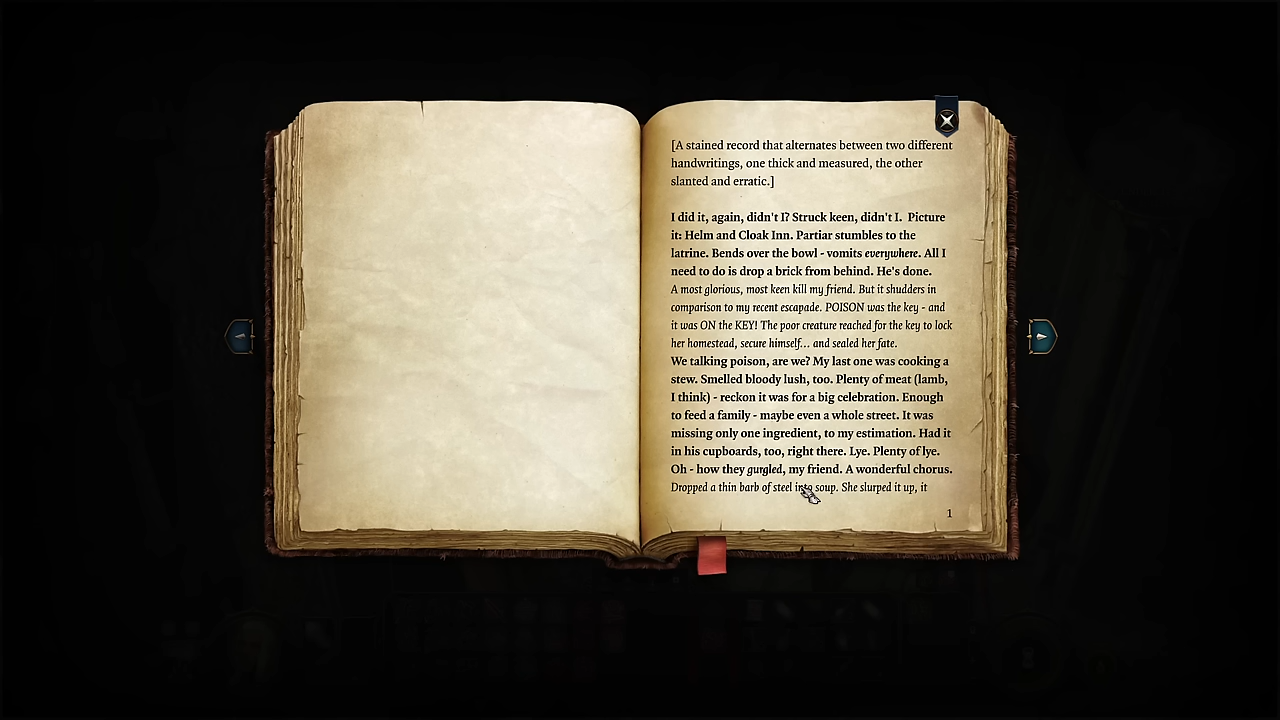 [A stained record that alternates between two different
handwritings, one thick and measured, the other
slanted and erratic.]
I did it, again, didn't I? Struck keen, didn't I.  Picture
it: Helm and Cloak Inn. Partiar stumbles to the
latrine. Bends over the bowl - vomits everywhere. All I
need to do is drop a brick from behind. He's done.
A most glorious, most keen kill my friend. But it shudders in
comparison to my recent escapade. POISON was the key - and
it was ON the KEY! The poor creature reached for the key to lock
her homestead, secure himself... and sealed her fate.
We talking poison, are we? My last one was cooking a
stew. Smelled bloody lush, too. Plenty of meat (lamb,
I think) - reckon it was for a big celebration. Enough
to feed a family - maybe even a whole street. It was
missing only one ingredient, to my estimation. Had it
in his cupboards, too, right there. Lye. Plenty of lye.
Oh - how they gurgled, my friend. A wonderful chorus.
Dropped a thin barb of steel into soup. She slurped it up, it
1